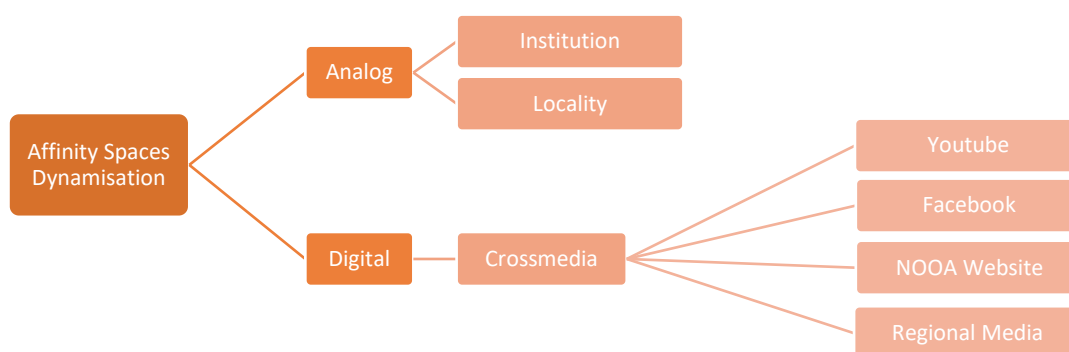 Affinity Spaces
Dynamisation
Analog
Institution
Locality
Digital
Crossmedia
Youtube
Facebook
NOOA Website
Regional Media